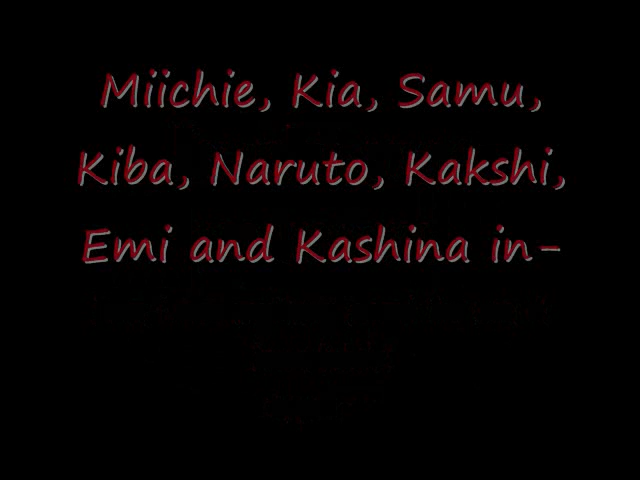 Miichie, Kia, Samu,
Kiba, Naruto, Kakshi,
Emi and Kashina in-